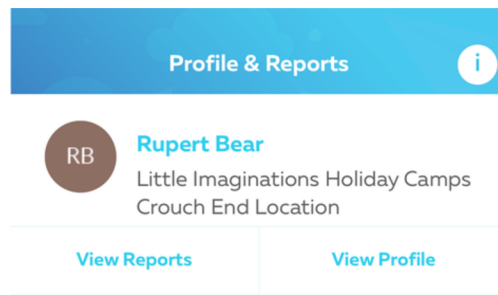 Profile & Reports
i
RB
Rupert Bear
Little Imaginations Holiday Camps
Crouch End Location
View Reports
View Profile